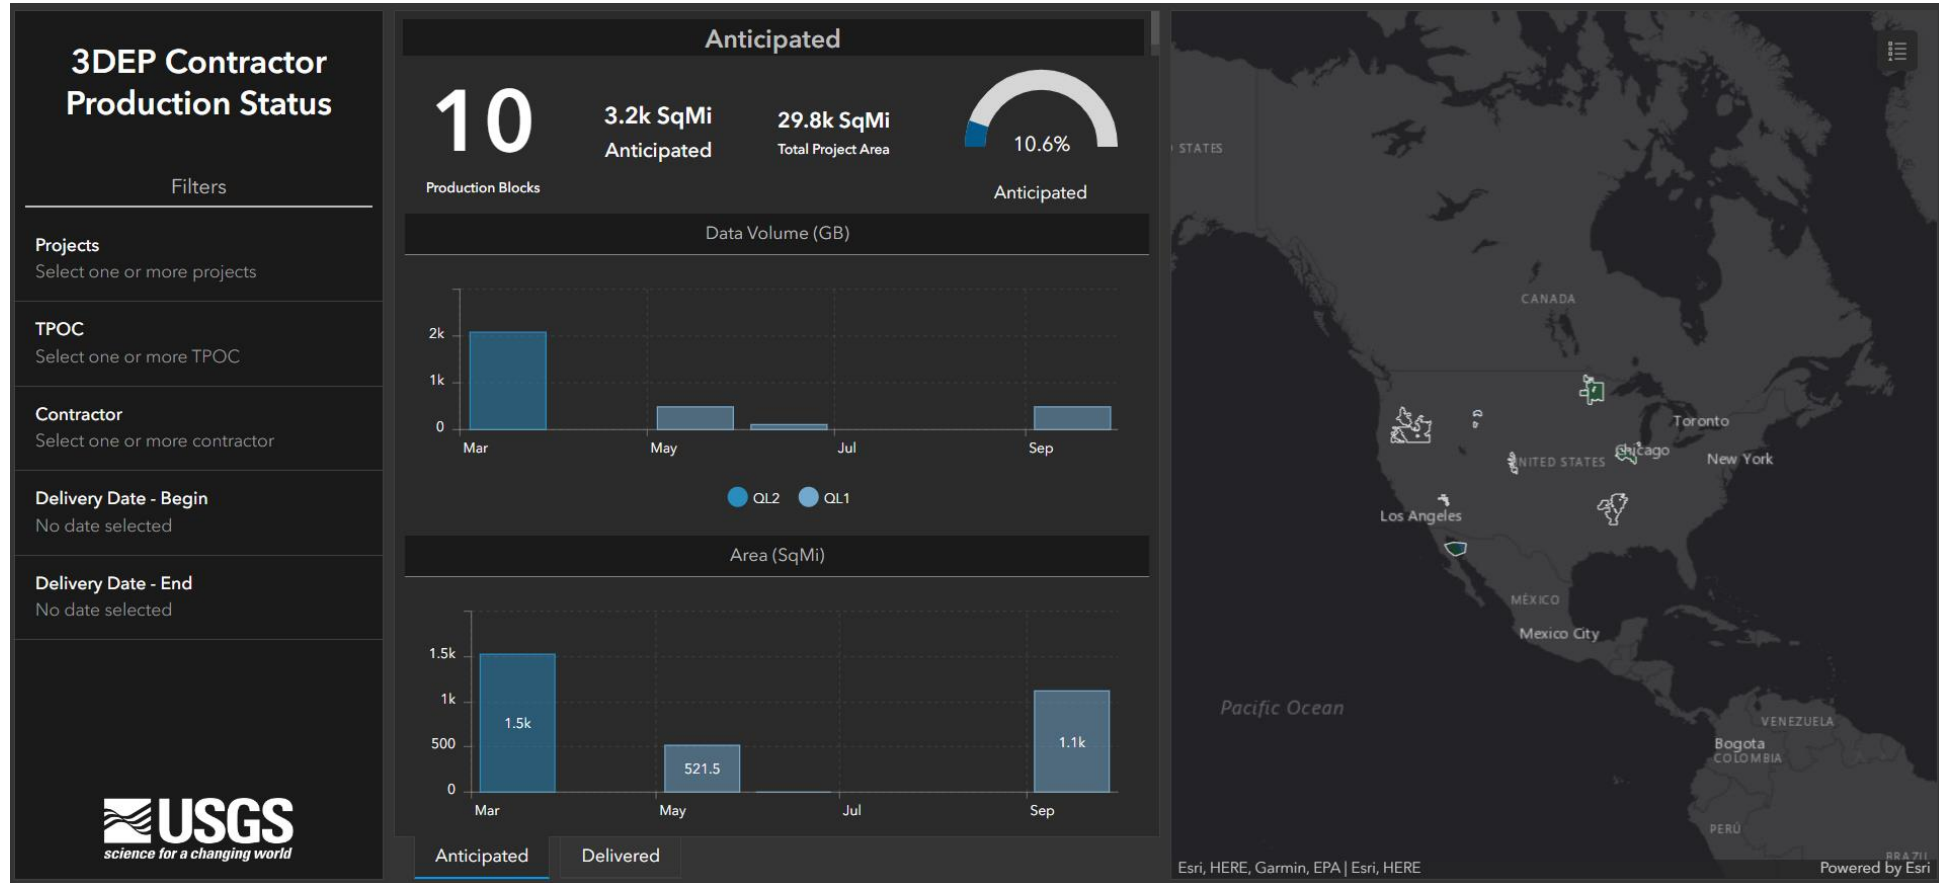 3DEP Contractor
Production Status
Filters
Projects
Select one or more projects
TPOC
Select one or more TPOC
Contractor
Select one or more contractor
Delivery Date - Begin
No date selected
Delivery Date - End
No date selected
USGS
science for a changing world
Anticipated
10
Production Blocks
3.2k SqMi
Anticipated
29.8k SqMi
Total Project Area
10.6%
Anticipated
Data Volume (GB)
2k
1k
0
Mar
May
Jul
Sep
QL2
QL1
Area (SqMi)
1.5k
1k
500
0
1.5k
521.5
1.1k
Mar
May
Jul
Sep
Anticipated
Delivered
STATES
CANADA
Toronto
Chicago
UNITED STATES
New York
Los Angeles
MÉXICO
Mexico City
Pacific Ocean
VENEZUELA
Bogota
COLOMBIA
PERÚ
Esri, HERE, Garmin, EPA | Esri, HERE
Powered by Esri